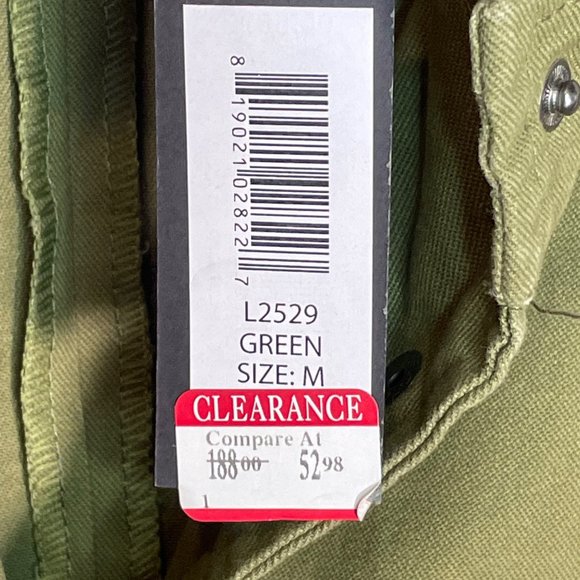 8 19021 02822 7
L2529
GREEN
SIZE: M
CLEARANCE
Compare At
188 00 52 98
1